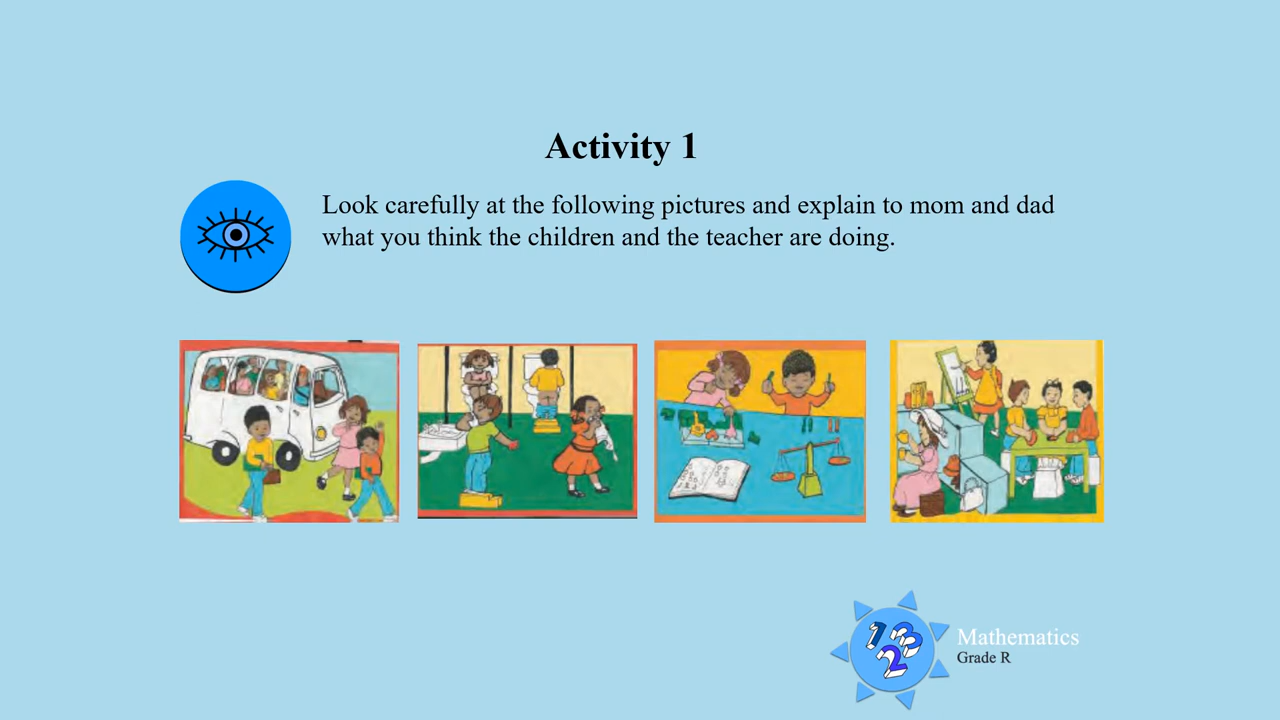 Activity 1
Look carefully at the following pictures and explain to mom and dad
what you think the children and the teacher are doing.
123
Mathematics
Grade R